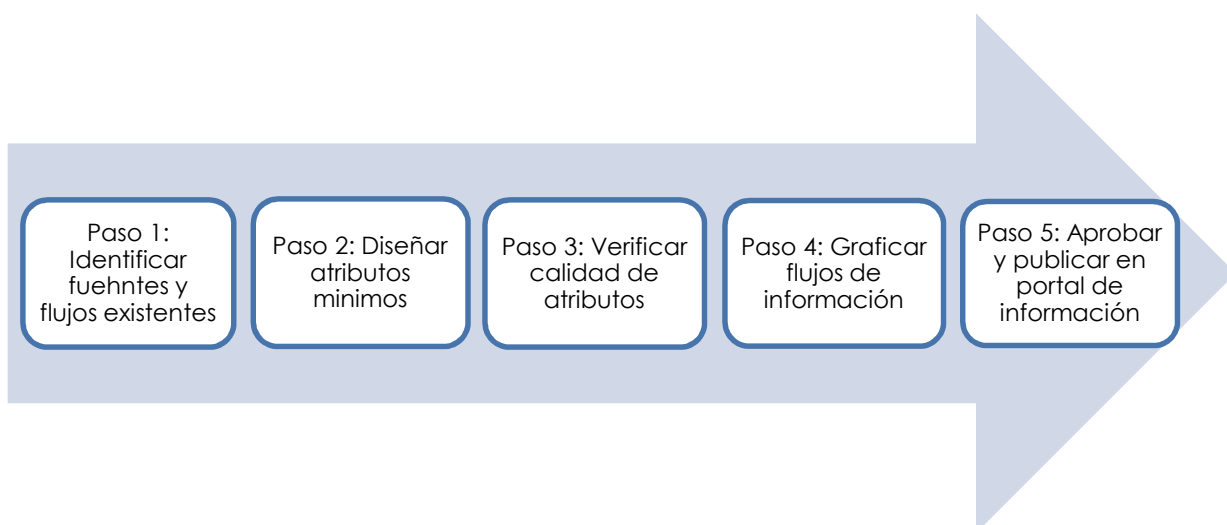 Paso 1:
Identificar
fuehntes y
flujos existentes
Paso 2: Diseñar
atributos
minimos
Paso 3: Verificar
calidad de
atributos
Paso 4: Graficar
flujos de
información
Paso 5: Aprobar
y publicar en
portal de
información